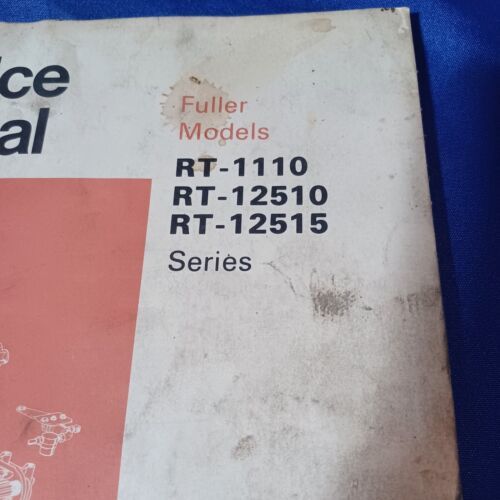 ice
al
Fuller
Models
RT-1110
RT-12510
RT-12515
Series